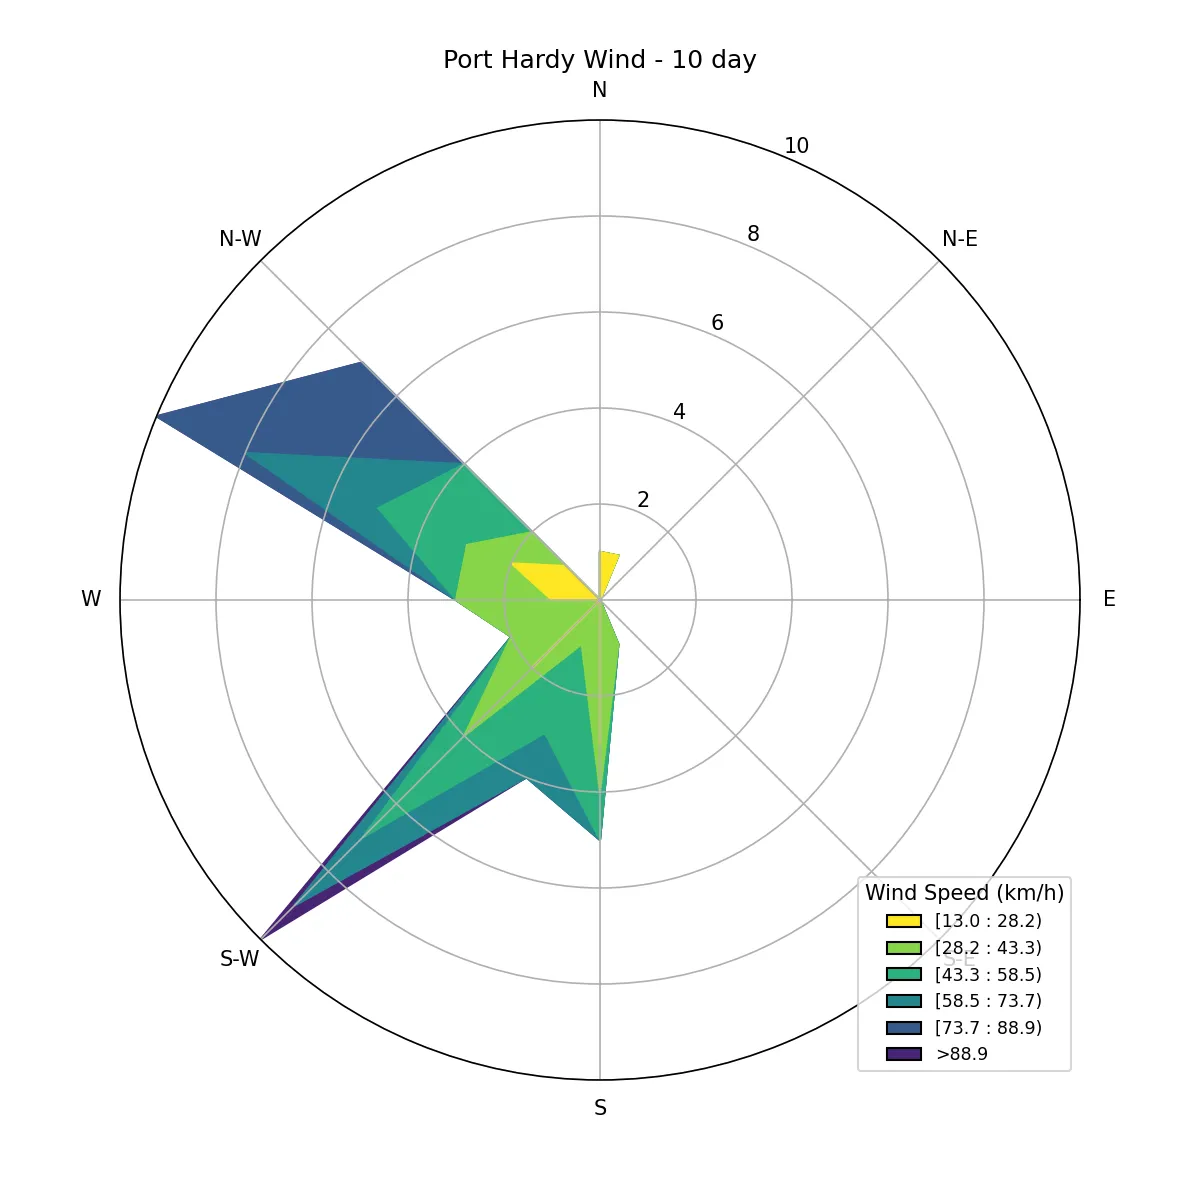 Port Hardy Wind - 10 day
N
10
N-W
N-E
8
6
4
2
W
E
S-W
S-E
S
Wind Speed (km/h)
[13.0 : 28.2)
[28.2 : 43.3)
[43.3 : 58.5)
[58.5 : 73.7)
[73.7 : 88.9)
>88.9